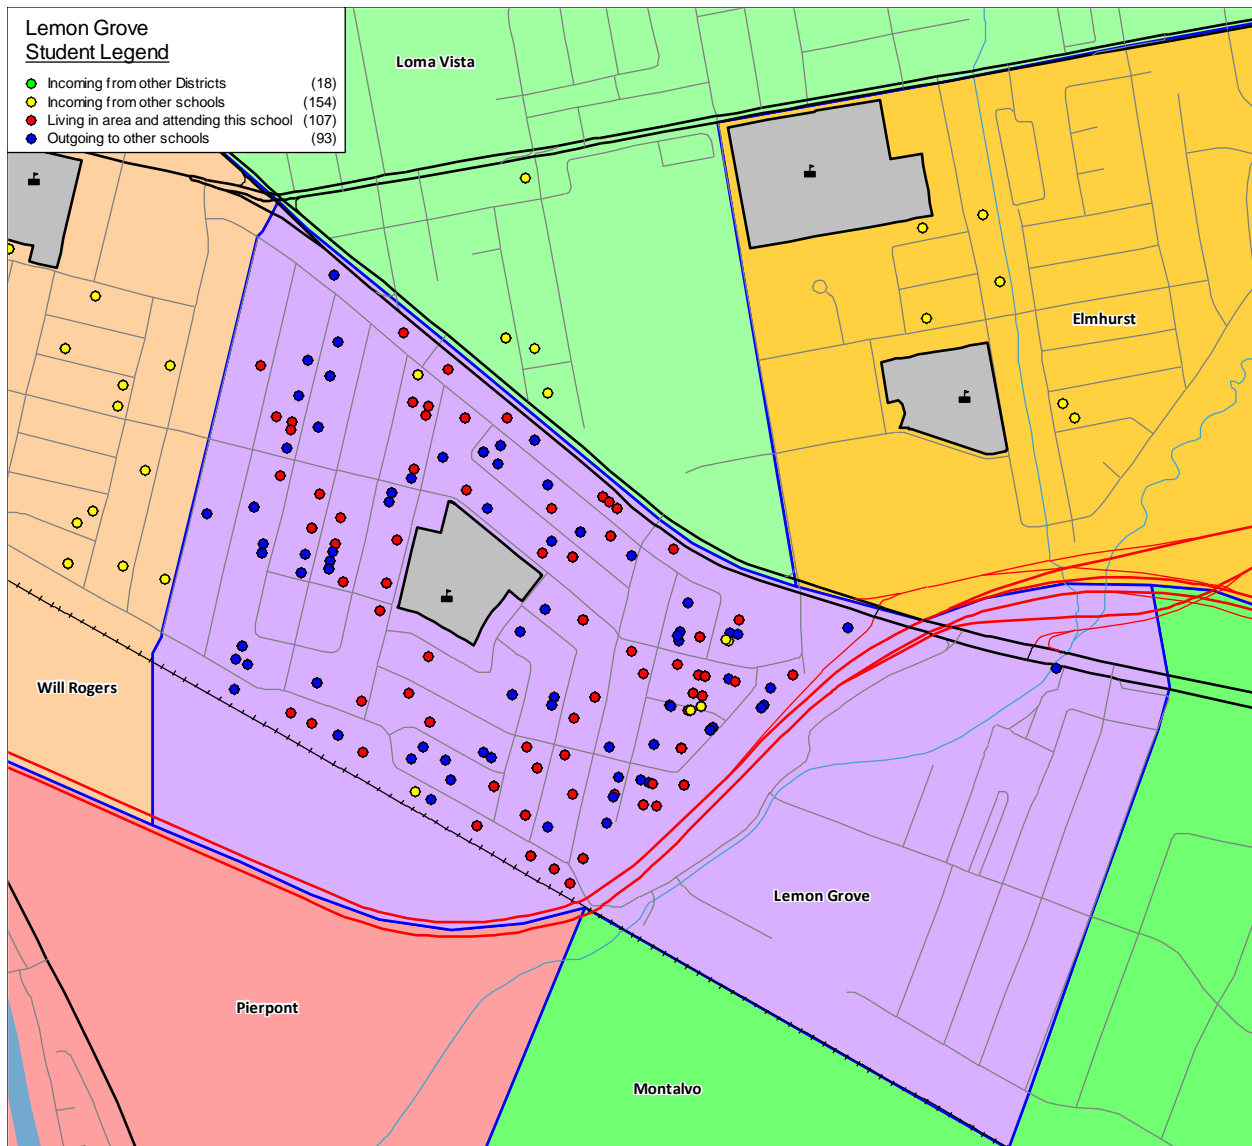 Lemon Grove
Student Legend
Incoming from other Districts (18)
Incoming from other schools (154)
Living in area and attending this school (107)
Outgoing to other schools (93)
Loma Vista
Elmhurst
Will Rogers
Lemon Grove
Pierpont
Montalvo